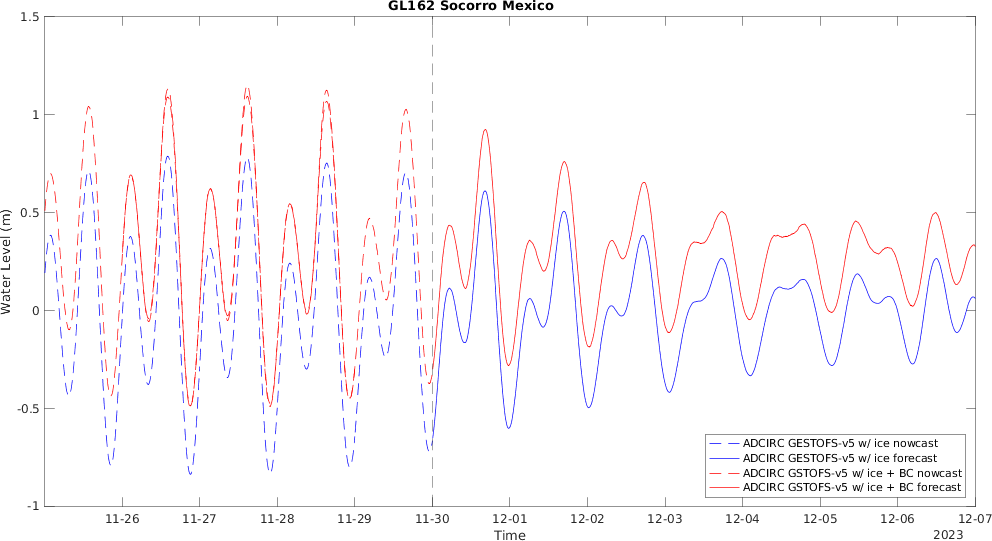 GL162 Socorro Mexico
1.5
1
0.5
0
-0.5
-1
Water Level (m)
11-26 11-27 11-28 11-29 11-30 12-01 12-02 12-03 12-04 12-05 12-06 12-07
Time
2023
ADCIRC GESTOFS-v5 w/ ice nowcast
ADCIRC GESTOFS-v5 w/ ice forecast
ADCIRC GSTOFS-v5 w/ ice + BC nowcast
ADCIRC GSTOFS-v5 w/ ice + BC forecast